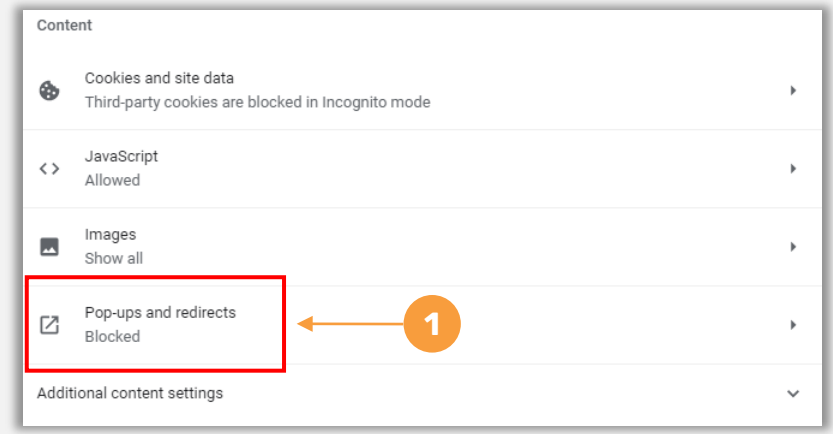 Content
Cookies and site data
Third-party cookies are blocked in Incognito mode
JavaScript
Allowed
Images
Show all
Pop-ups and redirects
Blocked
1
Additional content settings